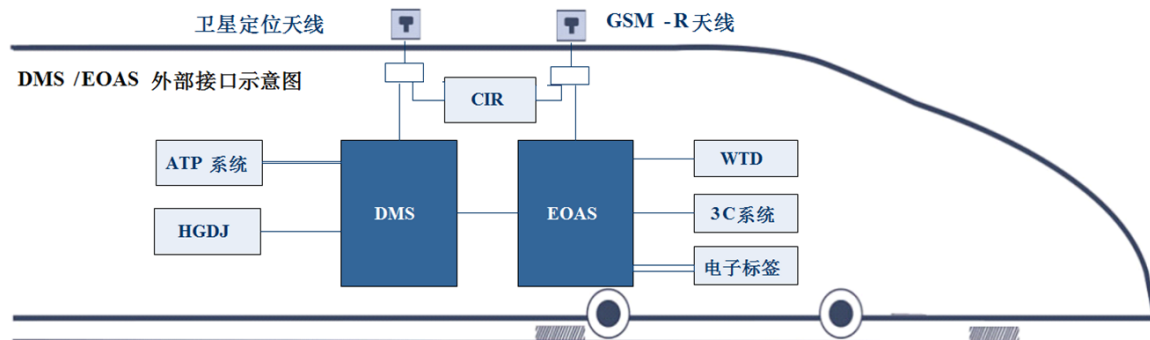 卫星定位天线
GSM -R天线
DMS /EOAS 外部接口示意图
CIR
ATP 系统
WTD
DMS
EOAS
3C系统
HGDJ
电子标签